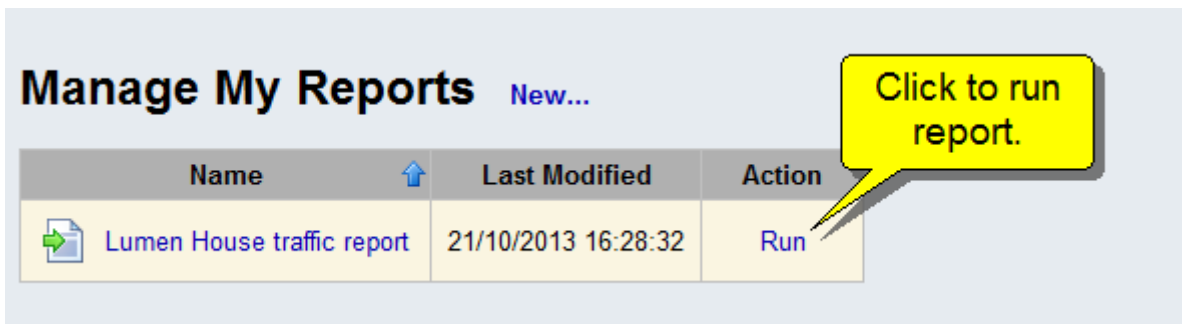 Manage My Reports New...
Click to run
report.
Name Last Modified Action
Lumen House traffic report 21/10/2013 16:28:32 Run